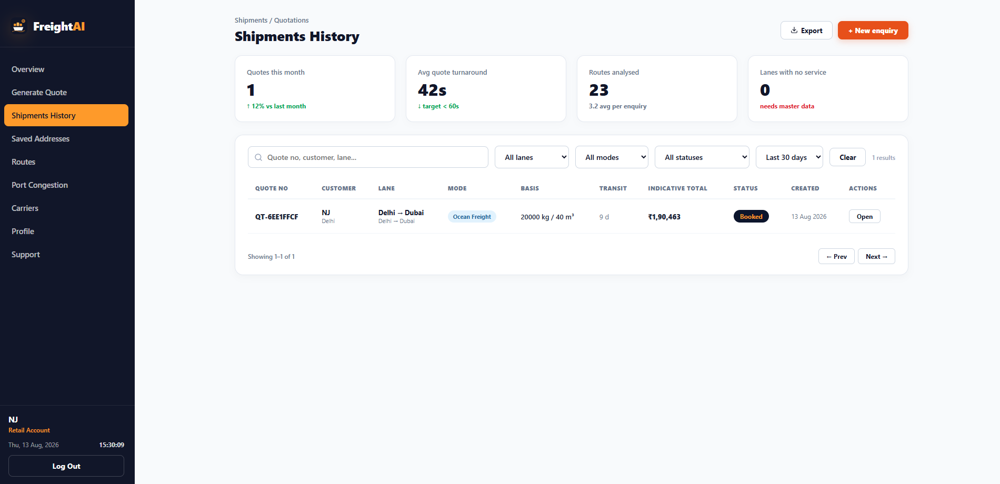 FreightAI
Overview
Generate Quote
Shipments History
Saved Addresses
Routes
Port Congestion
Carriers
Profile
Support
NJ
Retail Account
Thu, 13 Aug, 2026 15:30:09
Log Out
Shipments / Quotations
Shipments History
Export
+ New enquiry
Quotes this month
1
↑ 12% vs last month
Avg quote turnaround
42s
↓ target < 60s
Routes analysed
23
3.2 avg per enquiry
Lanes with no service
0
needs master data
Quote no, customer, lane... All lanes All modes All statuses Last 30 days Clear 1 results
QUOTE NO CUSTOMER LANE MODE BASIS TRANSIT INDICATIVE TOTAL STATUS CREATED ACTIONS
QT-6EE1FFCF NJ Delhi → Dubai Ocean Freight 20000 kg / 40 m³ 9 d ₹1,90,463 Booked 13 Aug 2026 Open
Delhi Delhi → Dubai
Showing 1–1 of 1 ← Prev Next →